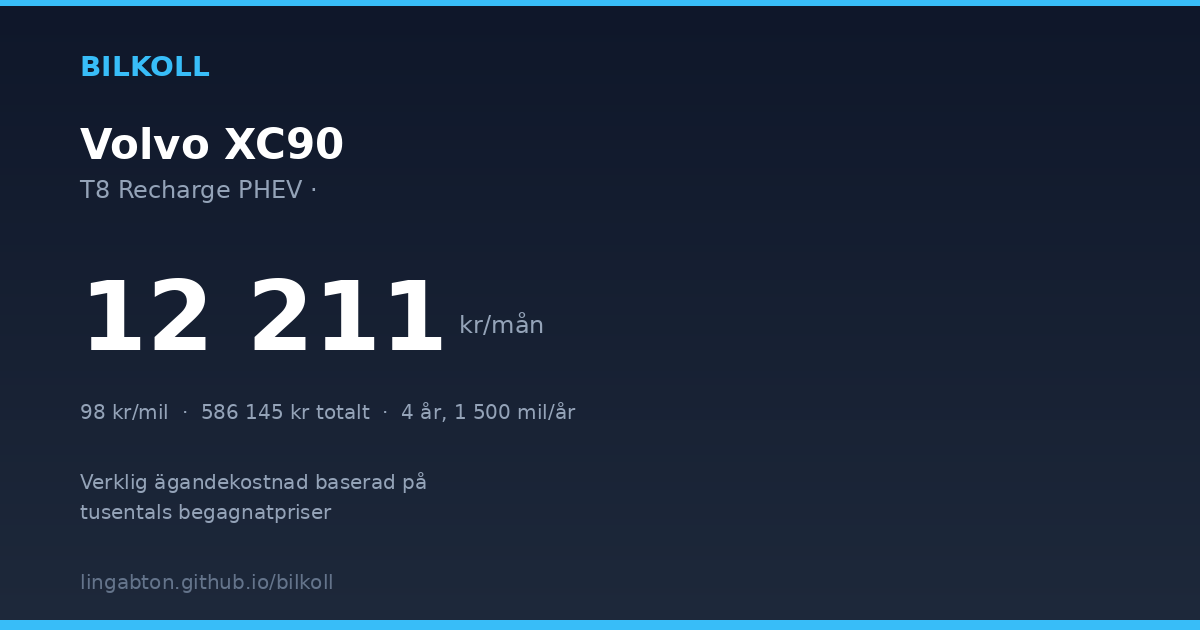 BILKOLL
Volvo XC90
T8 Recharge PHEV ·
12 211 kr/mån
98 kr/mil · 586 145 kr totalt · 4 år, 1 500 mil/år
Verklig ägandekostnad baserad på
tusentals begagnatpriser
lingabton.github.io/bilkoll